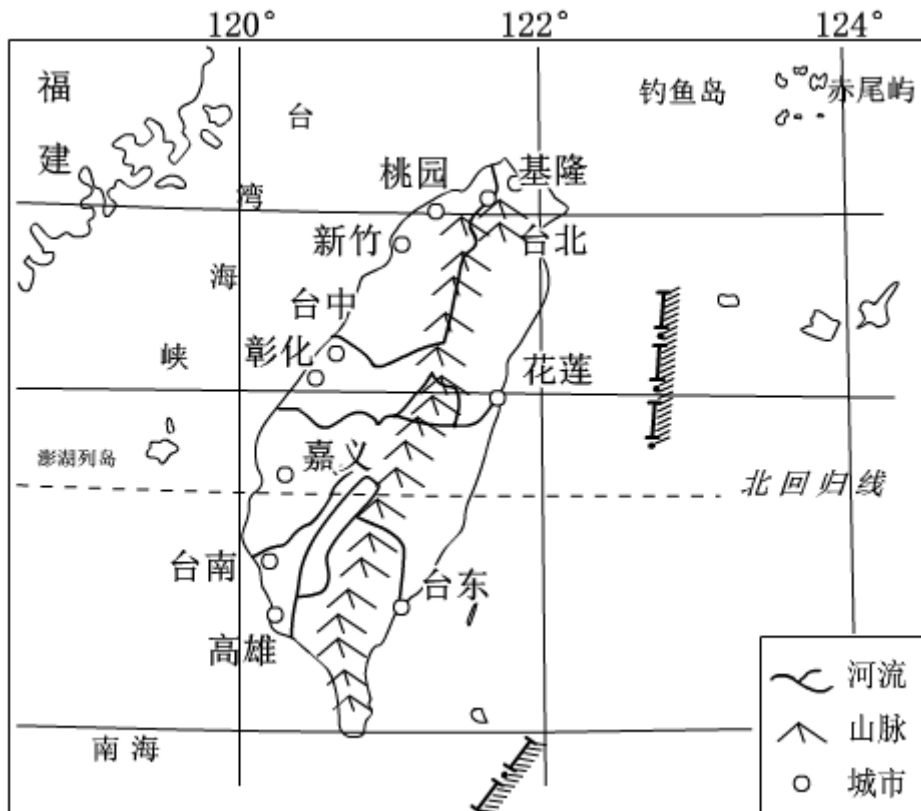 120°
122°
124°
福建
台湾海峡
钓鱼岛
赤尾屿
桃园
基隆
新竹
台北
台中
彰化
花莲
澎湖列岛
嘉义
北回归线
台南
台东
高雄
南海
河流
山脉
城市